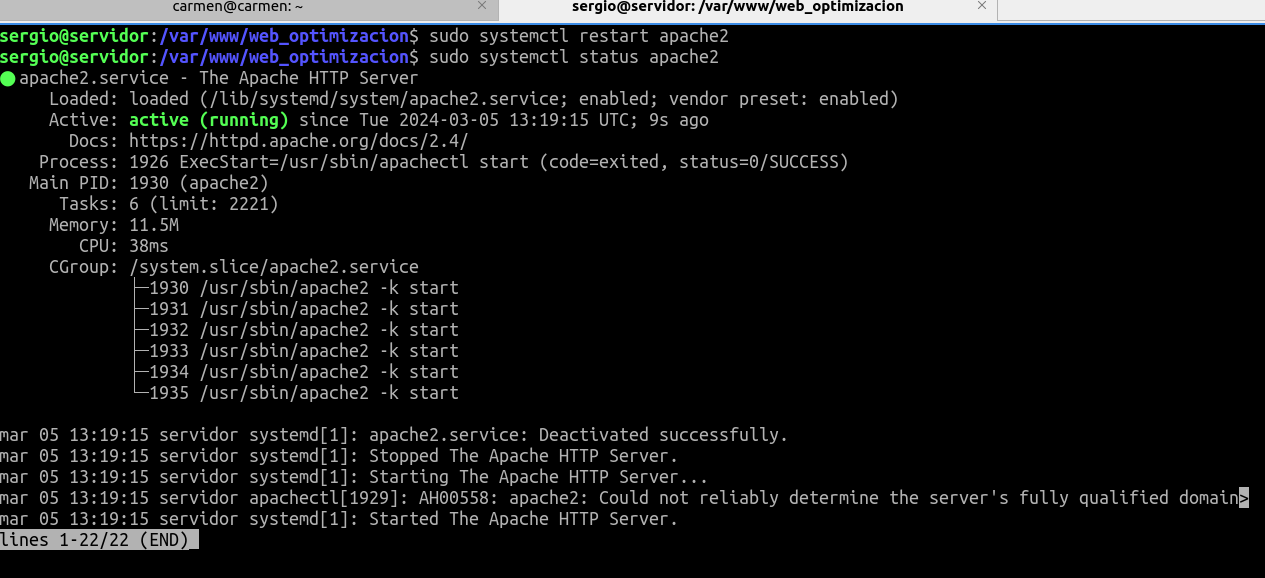 carmen@carmen: ~ × sergio@servidor: /var/www/web_optimizacion ×
sergio@servidor:/var/www/web_optimizacion$ sudo systemctl restart apache2
sergio@servidor:/var/www/web_optimizacion$ sudo systemctl status apache2
● apache2.service - The Apache HTTP Server
     Loaded: loaded (/lib/systemd/system/apache2.service; enabled; vendor preset: enabled)
     Active: active (running) since Tue 2024-03-05 13:19:15 UTC; 9s ago
       Docs: https://httpd.apache.org/docs/2.4/
    Process: 1926 ExecStart=/usr/sbin/apachectl start (code=exited, status=0/SUCCESS)
   Main PID: 1930 (apache2)
      Tasks: 6 (limit: 2221)
     Memory: 11.5M
        CPU: 38ms
     CGroup: /system.slice/apache2.service
             ├─1930 /usr/sbin/apache2 -k start
             ├─1931 /usr/sbin/apache2 -k start
             ├─1932 /usr/sbin/apache2 -k start
             ├─1933 /usr/sbin/apache2 -k start
             ├─1934 /usr/sbin/apache2 -k start
             └─1935 /usr/sbin/apache2 -k start
mar 05 13:19:15 servidor systemd[1]: apache2.service: Deactivated successfully.
mar 05 13:19:15 servidor systemd[1]: Stopped The Apache HTTP Server.
mar 05 13:19:15 servidor systemd[1]: Starting The Apache HTTP Server...
mar 05 13:19:15 servidor apachectl[1929]: AH00558: apache2: Could not reliably determine the server's fully qualified domain>
mar 05 13:19:15 servidor systemd[1]: Started The Apache HTTP Server.
lines 1-22/22 (END)